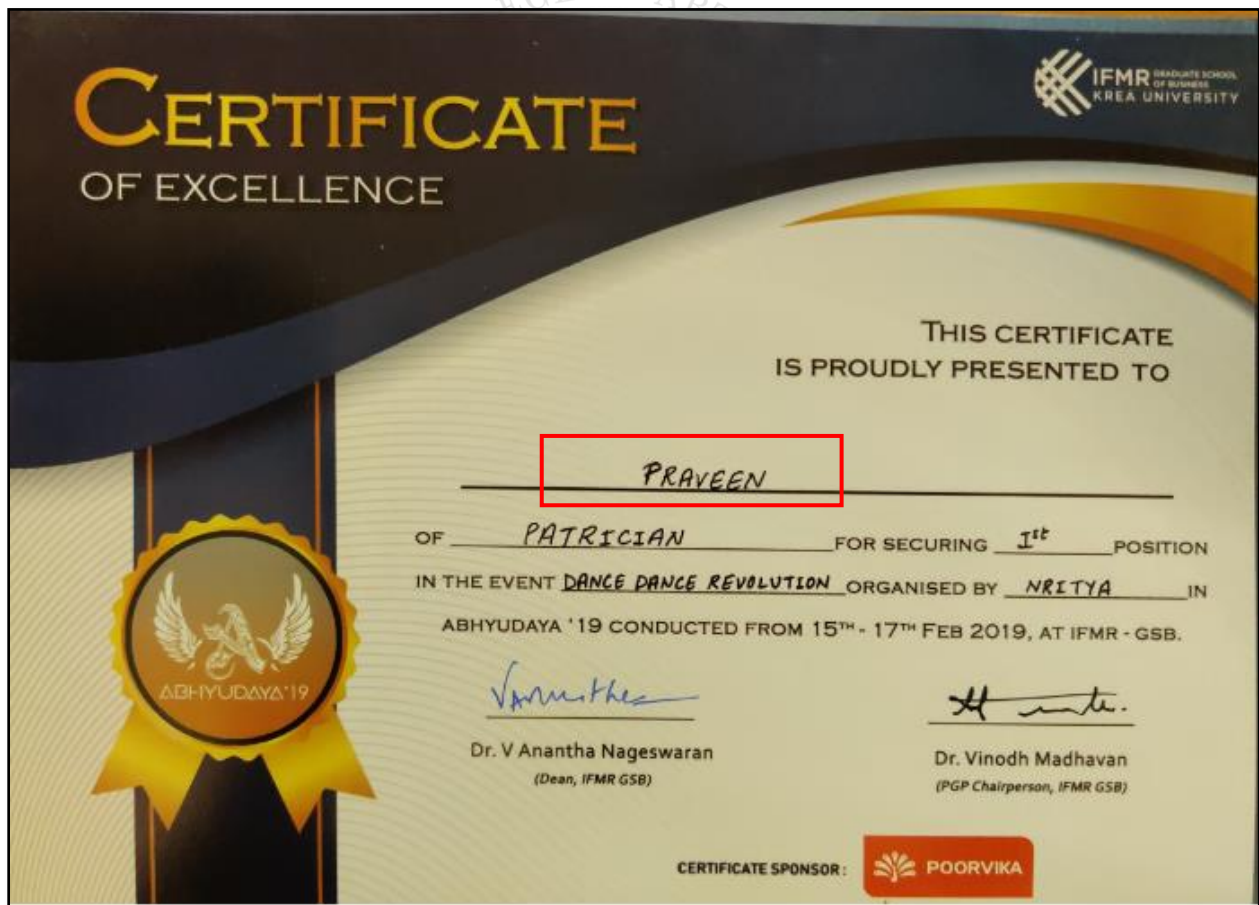 CERTIFICATE
OF EXCELLENCE
IFMR GRADUATE SCHOOL
OF BUSINESS
KREA UNIVERSITY
THIS CERTIFICATE
IS PROUDLY PRESENTED TO
PRAVEEN
OF PATRICIAN FOR SECURING Ist POSITION
IN THE EVENT DANCE DANCE REVOLUTION ORGANISED BY NRITYA IN
ABHYUDAYA '19 CONDUCTED FROM 15TH - 17TH FEB 2019, AT IFMR - GSB.
A
ABHYUDAYA'19
Dr. V Anantha Nageswaran
(Dean, IFMR GSB)
Dr. Vinodh Madhavan
(PGP Chairperson, IFMR GSB)
CERTIFICATE SPONSOR: POORVIKA